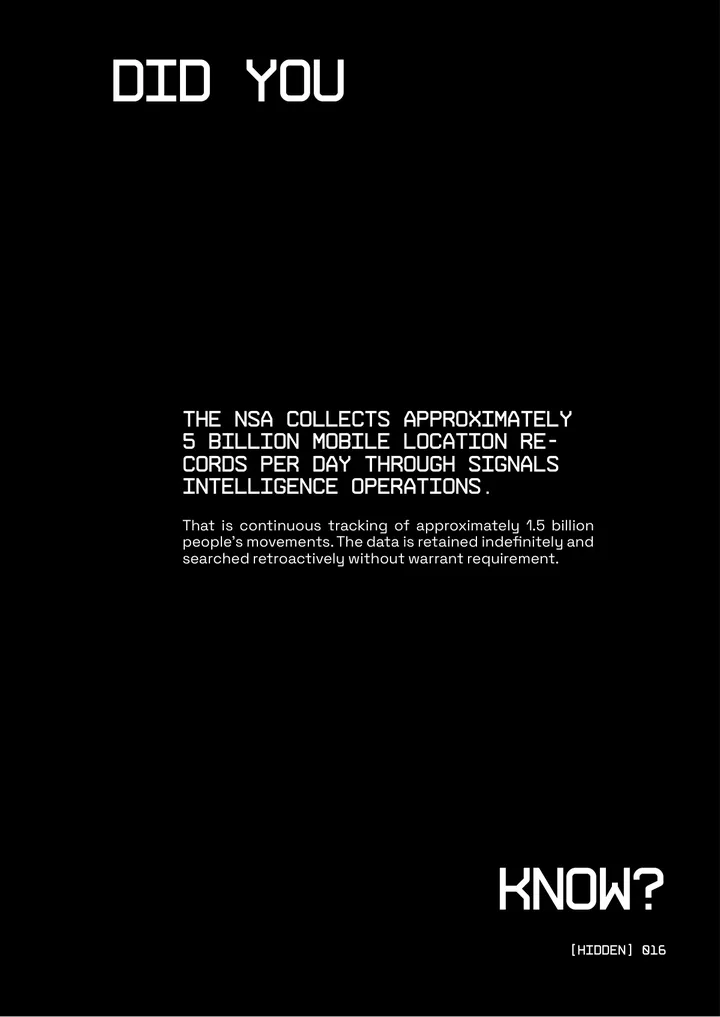 DID YOU
THE NSA COLLECTS APPROXIMATELY
5 BILLION MOBILE LOCATION RE-
CORDS PER DAY THROUGH SIGNALS
INTELLIGENCE OPERATIONS.
That is continuous tracking of approximately 1.5 billion
people's movements. The data is retained indefinitely and
searched retroactively without warrant requirement.
KNOW?
[HIDDEN] 016